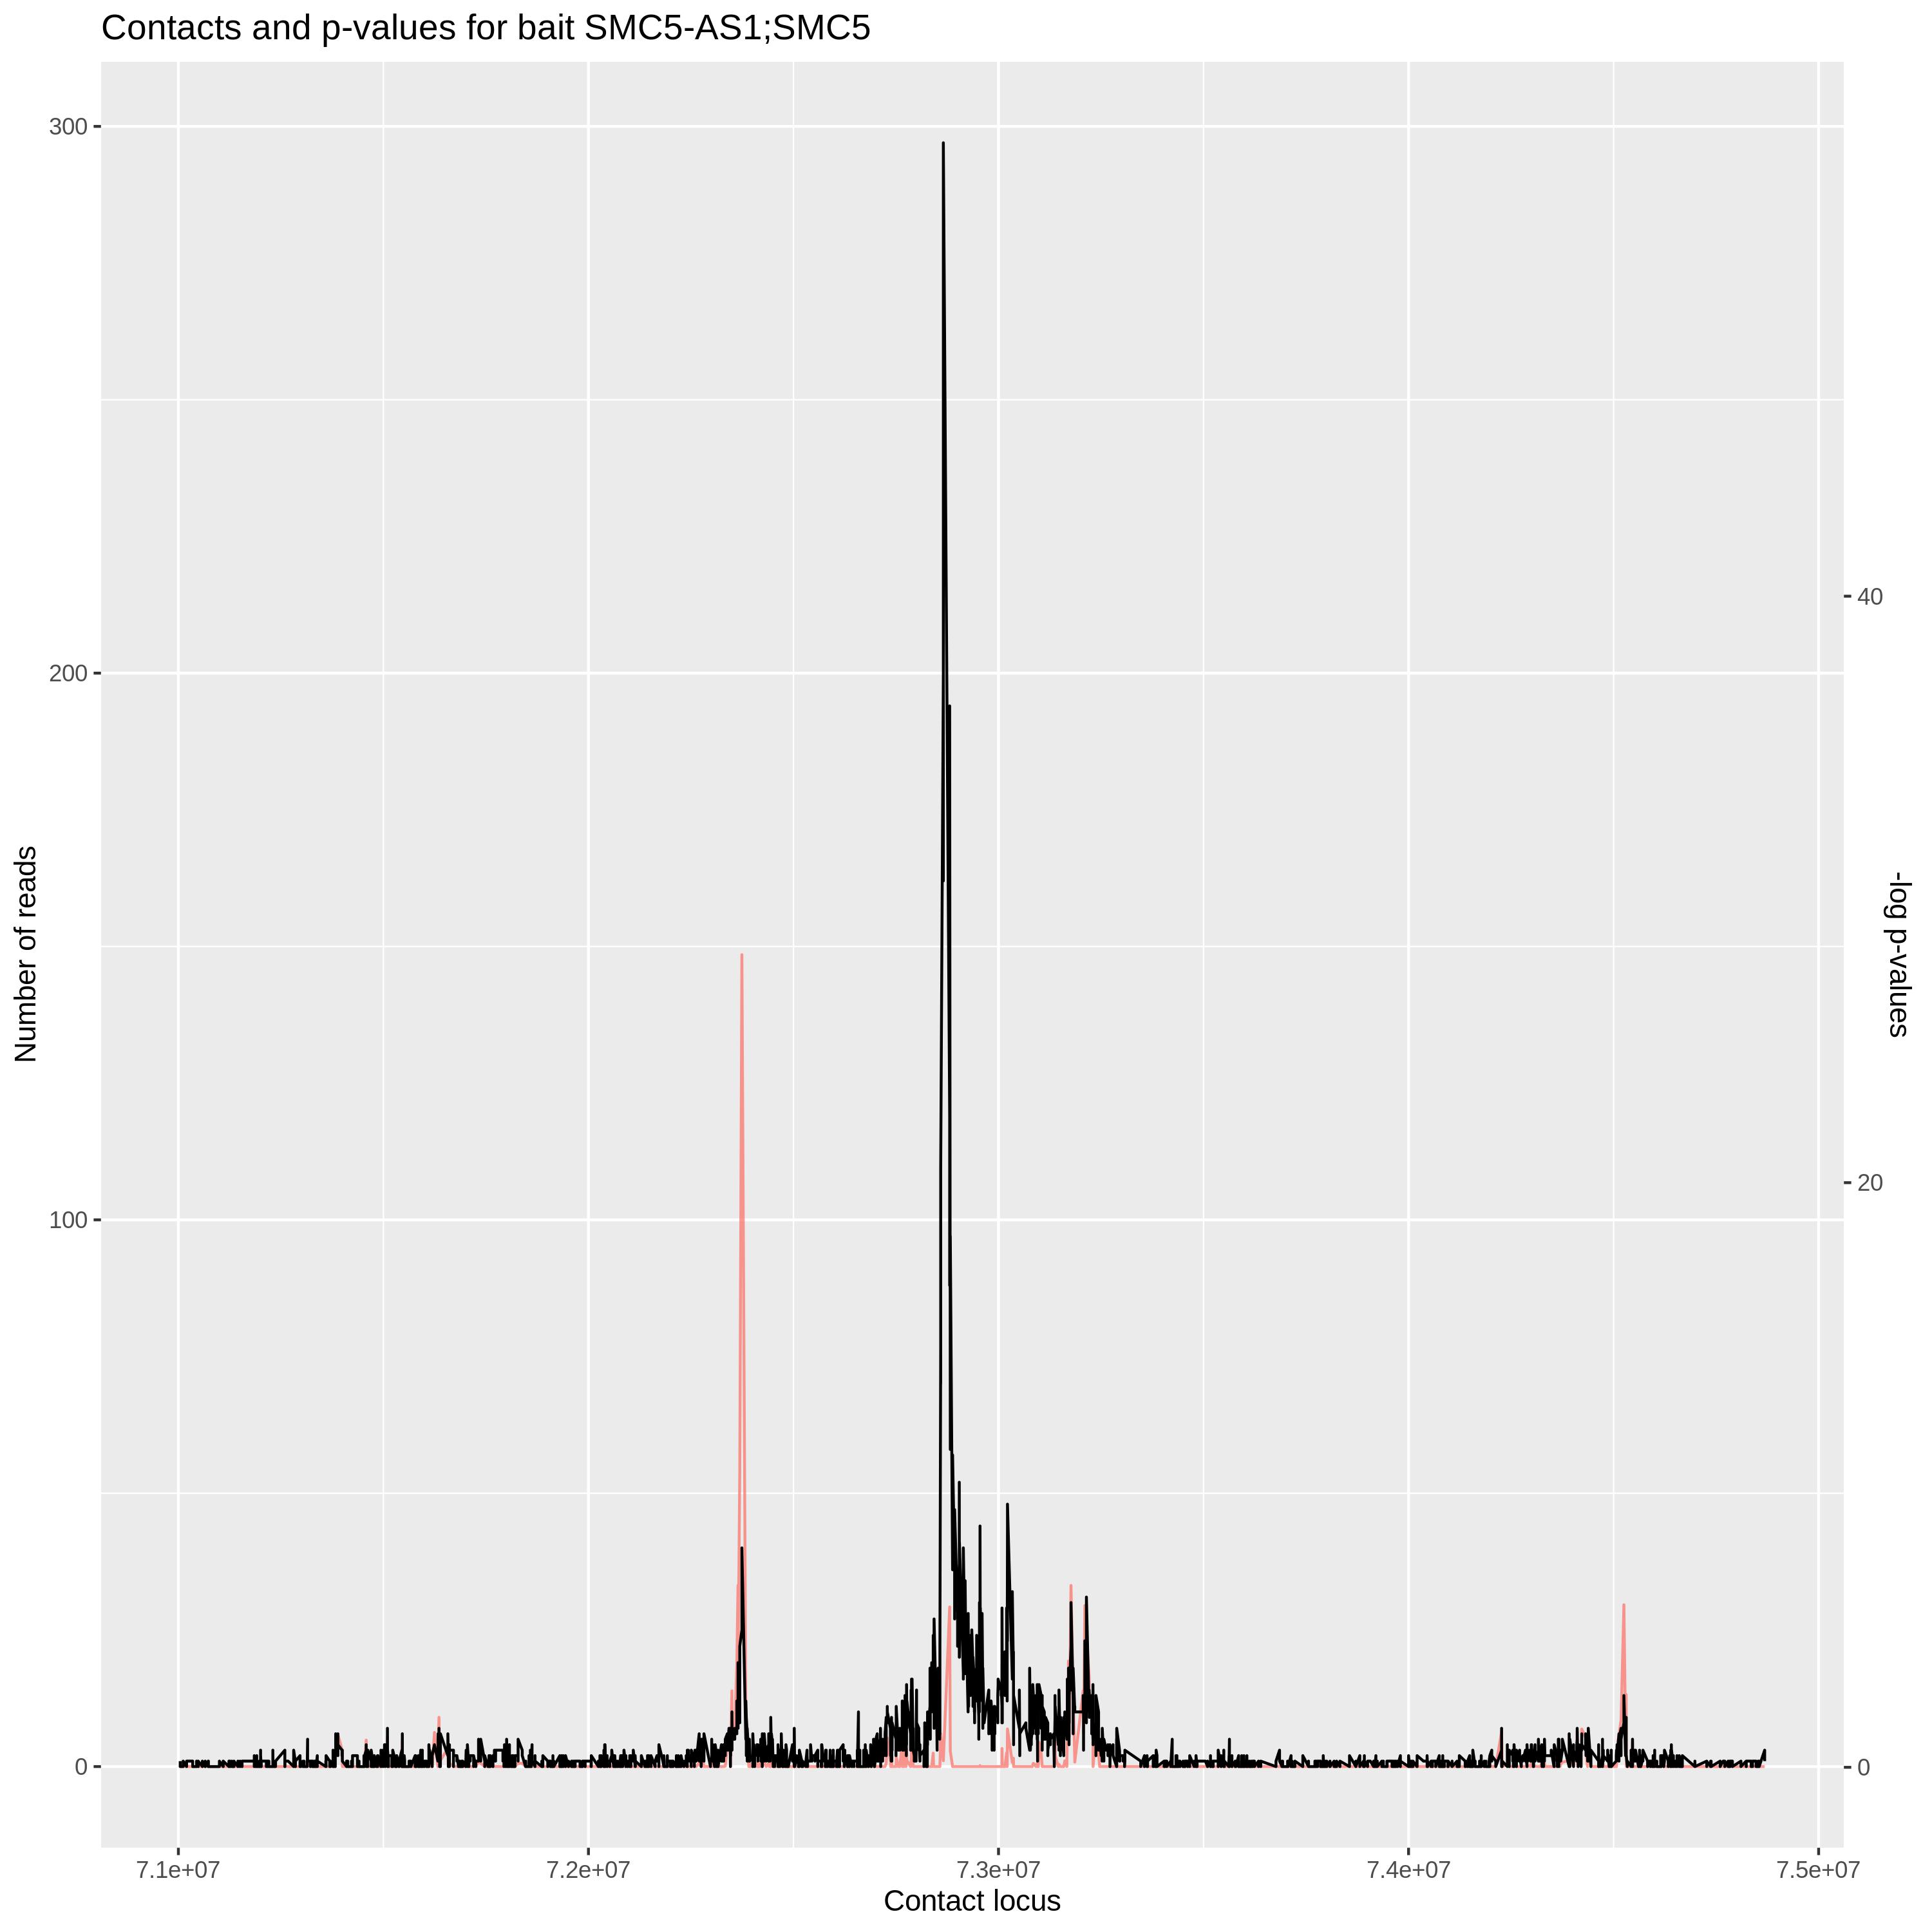 Contacts and p-values for bait SMC5-AS1;SMC5
300
200
100
0
Number of reads
40
20
0
-log p-values
7.1e+07
7.2e+07
7.3e+07
7.4e+07
7.5e+07
Contact locus